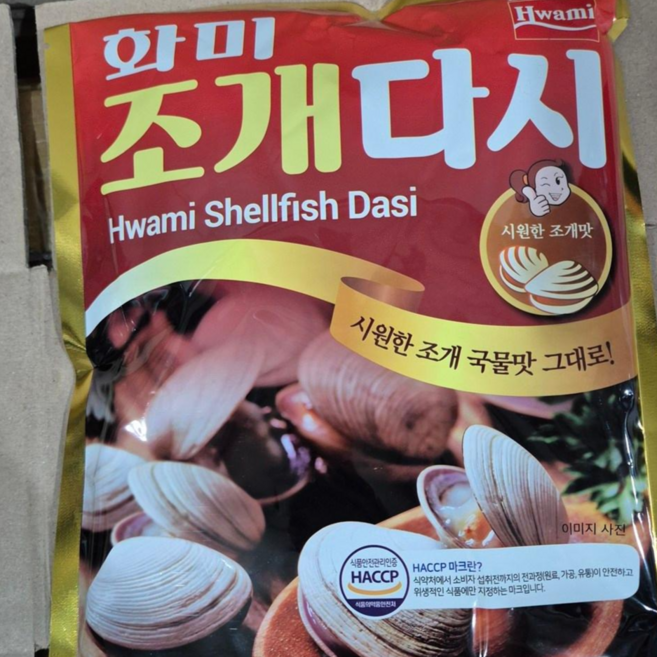 Hwami
화미
조개다시
Hwami Shellfish Dasi
시원한 조개맛
시원한 조개 국물맛 그대로!
이미지 사진
식품안전관리인증
HACCP
식품의약품안전처
HACCP 마크란?
식약처에서 소비자 섭취전까지의 전과정(원료, 가공, 유통)이 안전하고
위생적인 식품에만 지정하는 마크입니다.